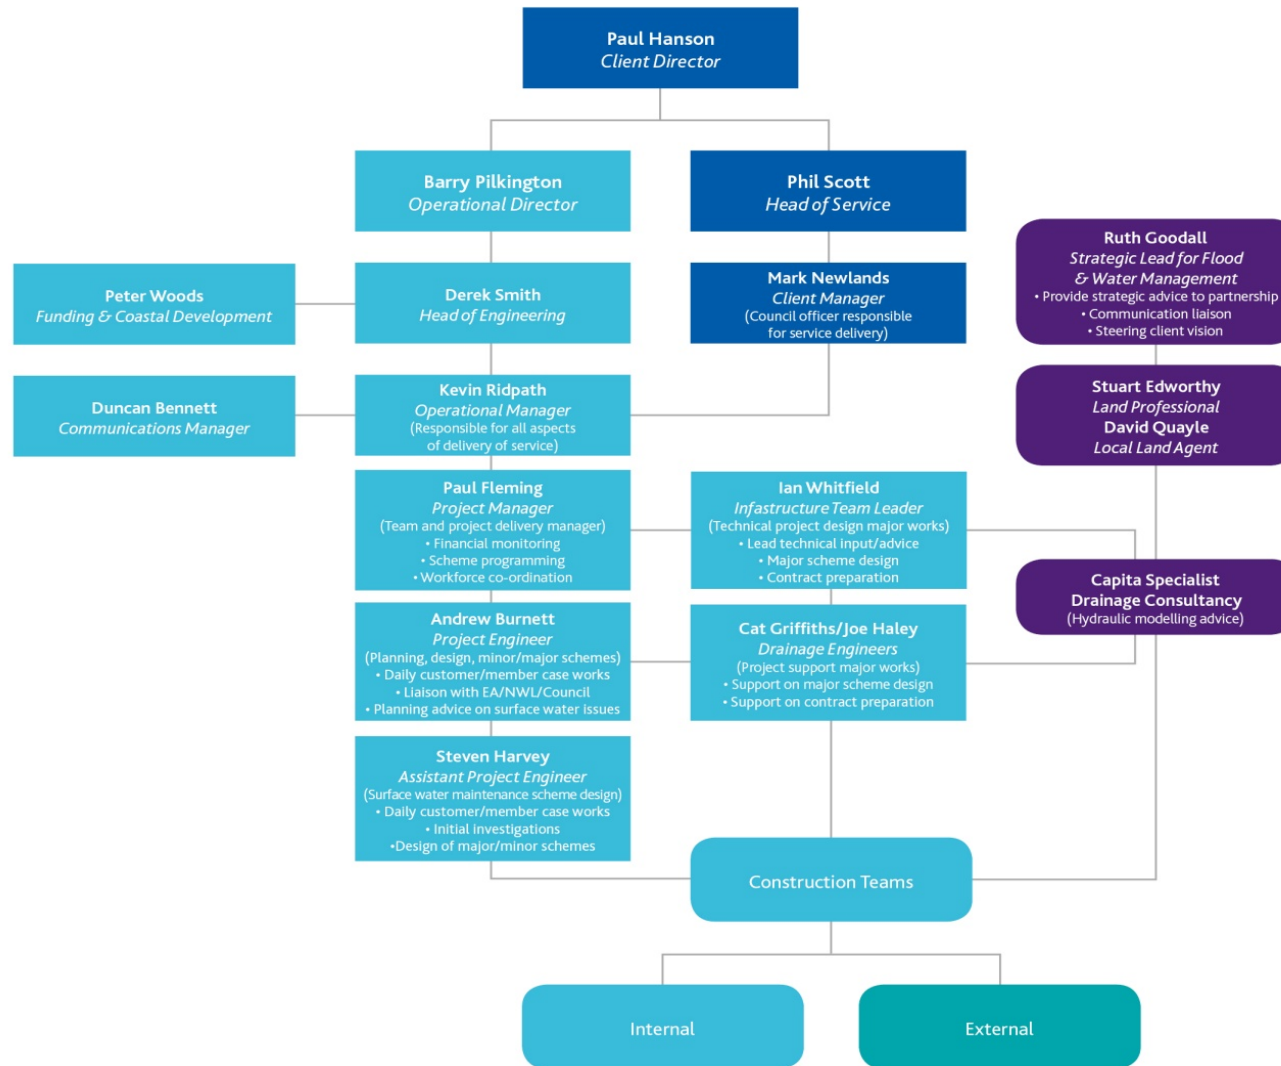 Paul Hanson
Client Director
Barry Pilkington
Operational Director
Phil Scott
Head of Service
Ruth Goodall
Strategic Lead for Flood
& Water Management
• Provide strategic advice to partnership
• Communication liaison
• Steering client vision
Peter Woods
Funding & Coastal Development
Derek Smith
Head of Engineering
Mark Newlands
Client Manager
(Council officer responsible
for service delivery)
Duncan Bennett
Communications Manager
Kevin Ridpath
Operational Manager
(Responsible for all aspects
of delivery of service)
Stuart Edworthy
Land Professional
David Quayle
Local Land Agent
Paul Fleming
Project Manager
(Team and project delivery manager)
• Financial monitoring
• Scheme programming
• Workforce co-ordination
Ian Whitfield
Infastructure Team Leader
(Technical project design major works)
• Lead technical input/advice
• Major scheme design
• Contract preparation
Capita Specialist
Drainage Consultancy
(Hydraulic modelling advice)
Andrew Burnett
Project Engineer
(Planning, design, minor/major schemes)
• Daily customer/member case works
• Liaison with EA/NWL/Council
• Planning advice on surface water issues
Cat Griffiths/Joe Haley
Drainage Engineers
(Project support major works)
• Support on major scheme design
• Support on contract preparation
Steven Harvey
Assistant Project Engineer
(Surface water maintenance scheme design)
• Daily customer/member case works
• Initial investigations
•Design of major/minor schemes
Construction Teams
Internal
External